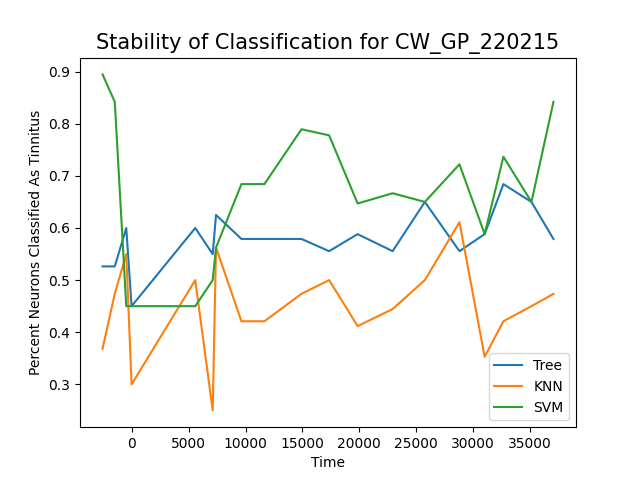 Stability of Classification for CW_GP_220215
Percent Neurons Classified As Tinnitus
0.9
0.8
0.7
0.6
0.5
0.4
0.3
Tree
KNN
SVM
0 5000 10000 15000 20000 25000 30000 35000
Time